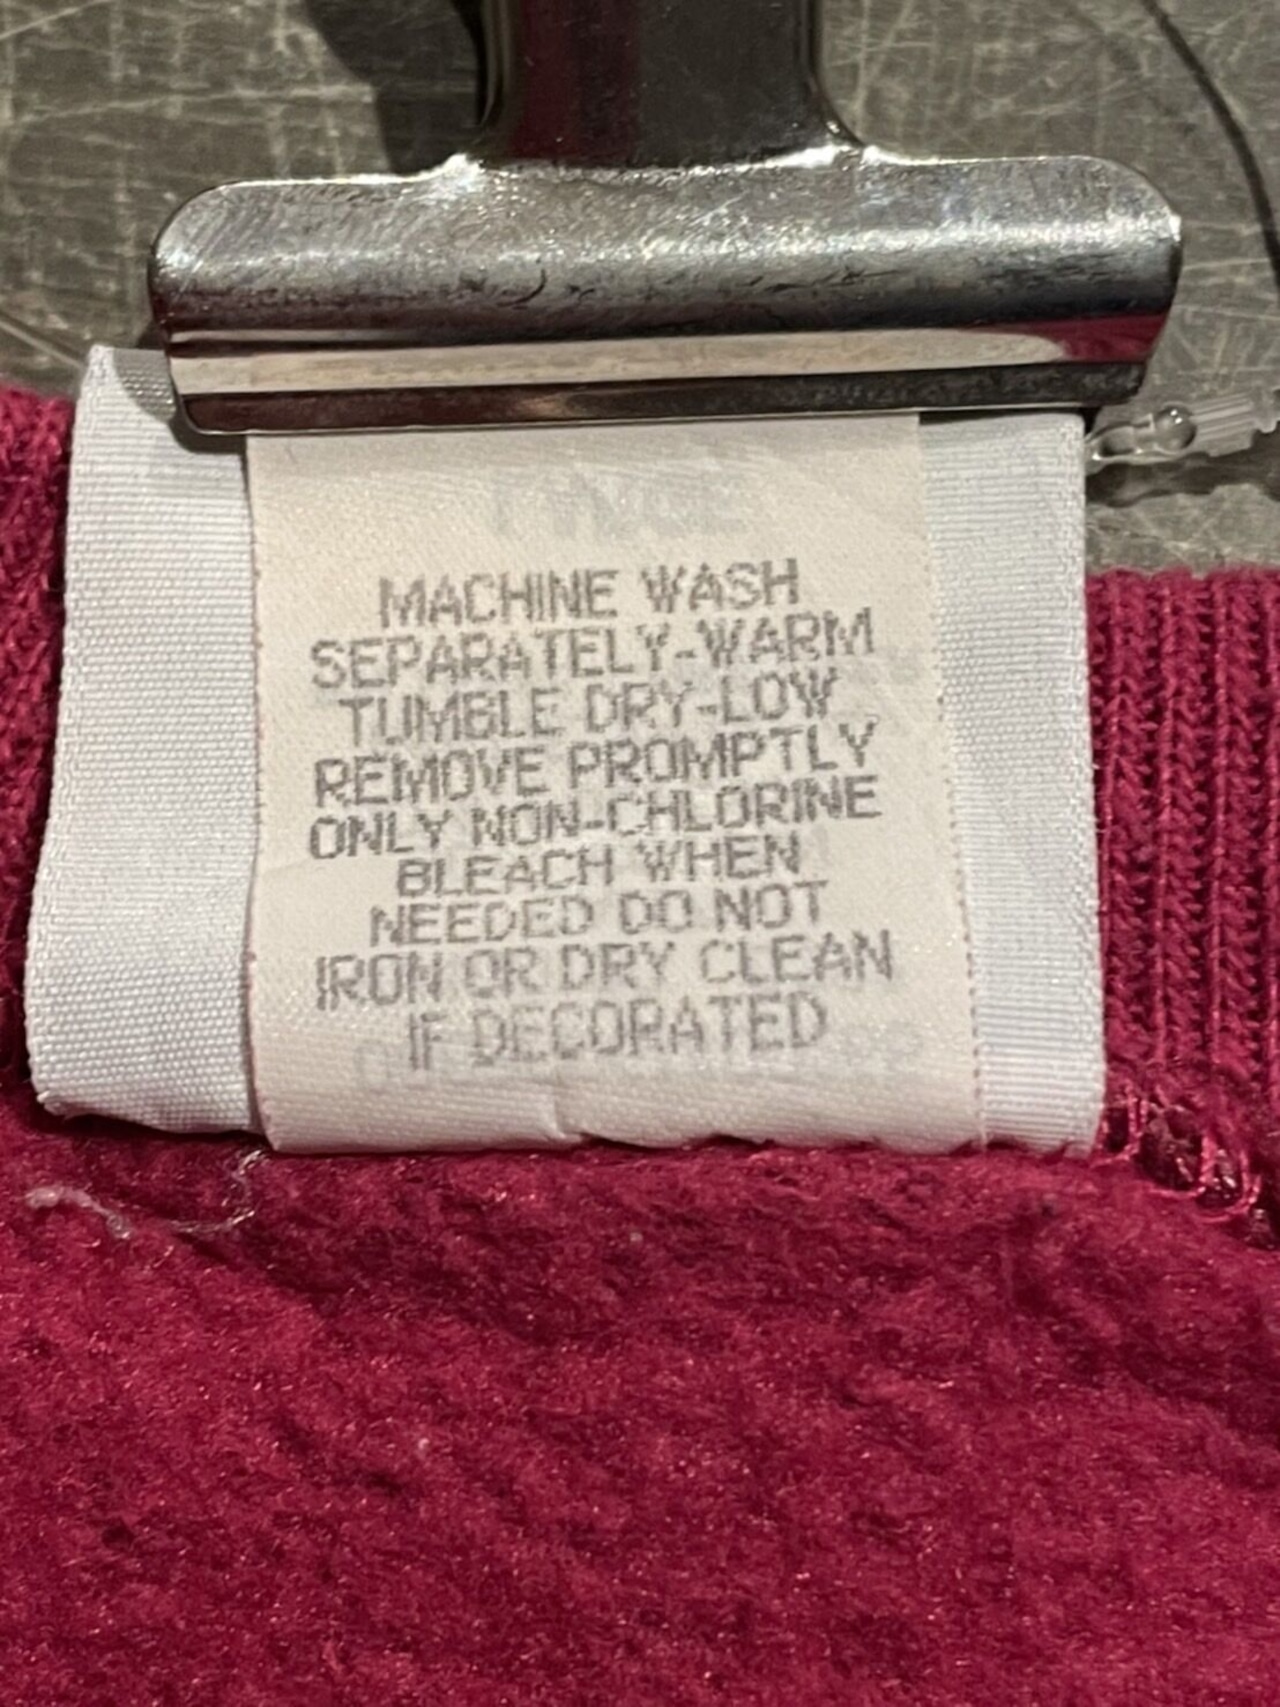 MACHINE WASH
SEPARATELY-WARM
TUMBLE DRY-LOW
REMOVE PROMPTLY
ONLY NON-CHLORINE
BLEACH WHEN
NEEDED DO NOT
IRON OR DRY CLEAN
IF DECORATED